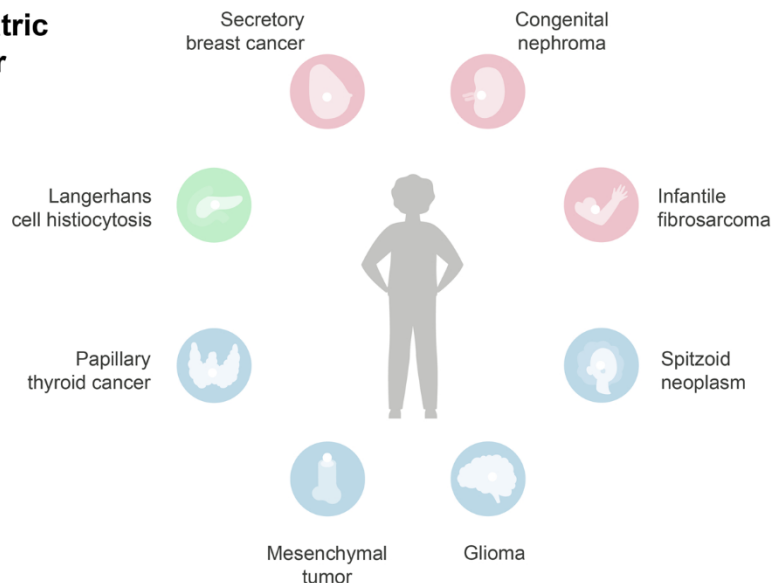 tric
r
Secretory
breast cancer
Congenital
nephroma
Langerhans
cell histiocytosis
Infantile
fibrosarcoma
Papillary
thyroid cancer
Spitzoid
neoplasm
Mesenchymal
tumor
Glioma